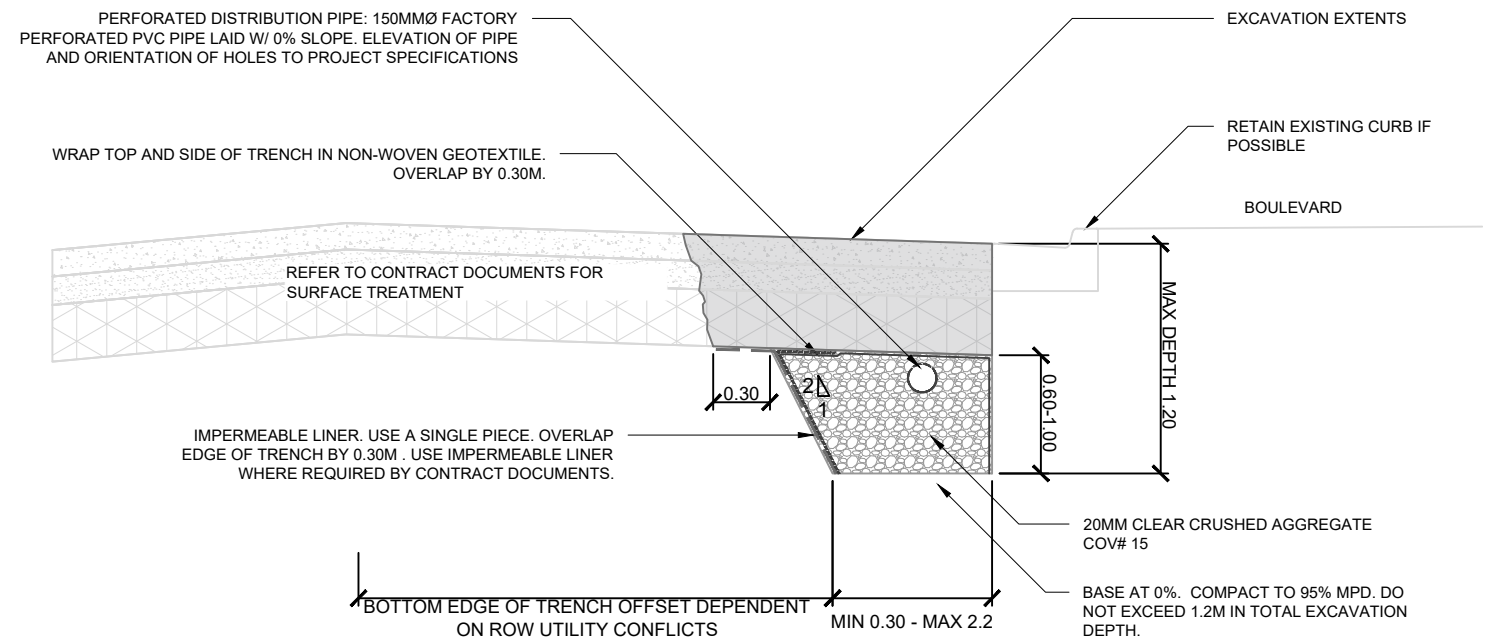 PERFORATED DISTRIBUTION PIPE: 150MMØ FACTORY
PERFORATED PVC PIPE LAID W/ 0% SLOPE. ELEVATION OF PIPE
AND ORIENTATION OF HOLES TO PROJECT SPECIFICATIONS
EXCAVATION EXTENTS
RETAIN EXISTING CURB IF
POSSIBLE
WRAP TOP AND SIDE OF TRENCH IN NON-WOVEN GEOTEXTILE.
OVERLAP BY 0.30M.
BOULEVARD
REFER TO CONTRACT DOCUMENTS FOR
SURFACE TREATMENT
MAX DEPTH 1.20
0.60-1.00
0.30
2
1
IMPERMEABLE LINER. USE A SINGLE PIECE. OVERLAP
EDGE OF TRENCH BY 0.30M . USE IMPERMEABLE LINER
WHERE REQUIRED BY CONTRACT DOCUMENTS.
20MM CLEAR CRUSHED AGGREGATE
COV# 15
BASE AT 0%. COMPACT TO 95% MPD. DO
NOT EXCEED 1.2M IN TOTAL EXCAVATION
DEPTH.
BOTTOM EDGE OF TRENCH OFFSET DEPENDENT
ON ROW UTILITY CONFLICTS
MIN 0.30 - MAX 2.2